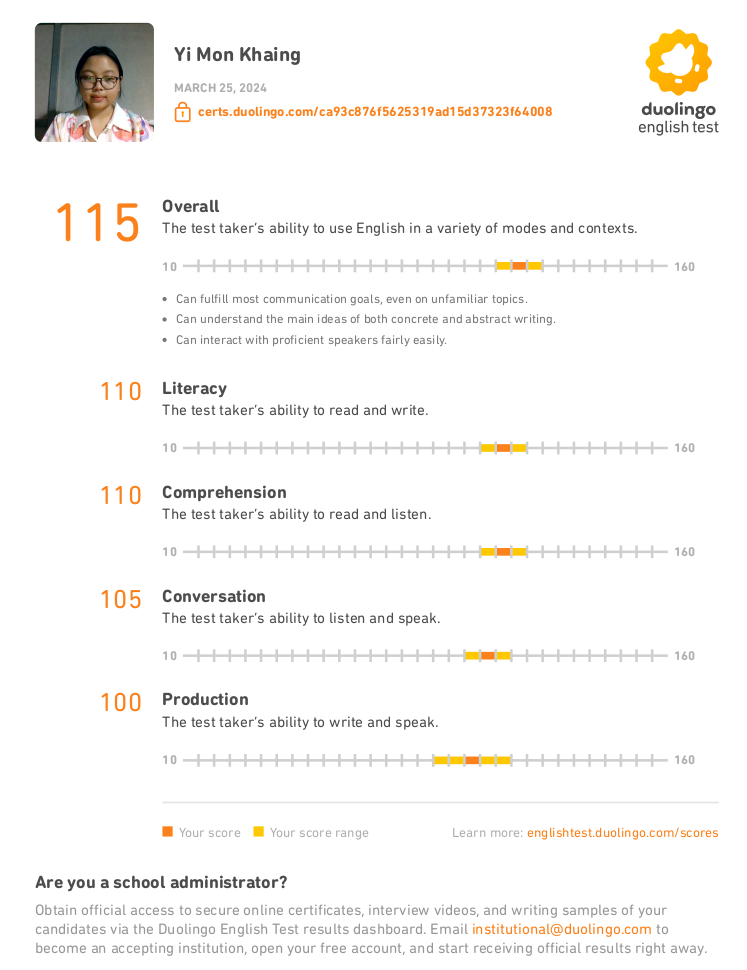 Yi Mon Khaing
MARCH 25, 2024
certs.duolingo.com/ca93c876f5625319ad15d37323f64008
duolingo
english test
115
Overall
The test taker's ability to use English in a variety of modes and contexts.
10 160
• Can fulfill most communication goals, even on unfamiliar topics.
• Can understand the main ideas of both concrete and abstract writing.
• Can interact with proficient speakers fairly easily.
110
Literacy
The test taker's ability to read and write.
10 160
110
Comprehension
The test taker's ability to read and listen.
10 160
105
Conversation
The test taker's ability to listen and speak.
10 160
100
Production
The test taker's ability to write and speak.
10 160
Your score Your score range Learn more: englishtest.duolingo.com/scores
Are you a school administrator?
Obtain official access to secure online certificates, interview videos, and writing samples of your
candidates via the Duolingo English Test results dashboard. Email institutional@duolingo.com to
become an accepting institution, open your free account, and start receiving official results right away.